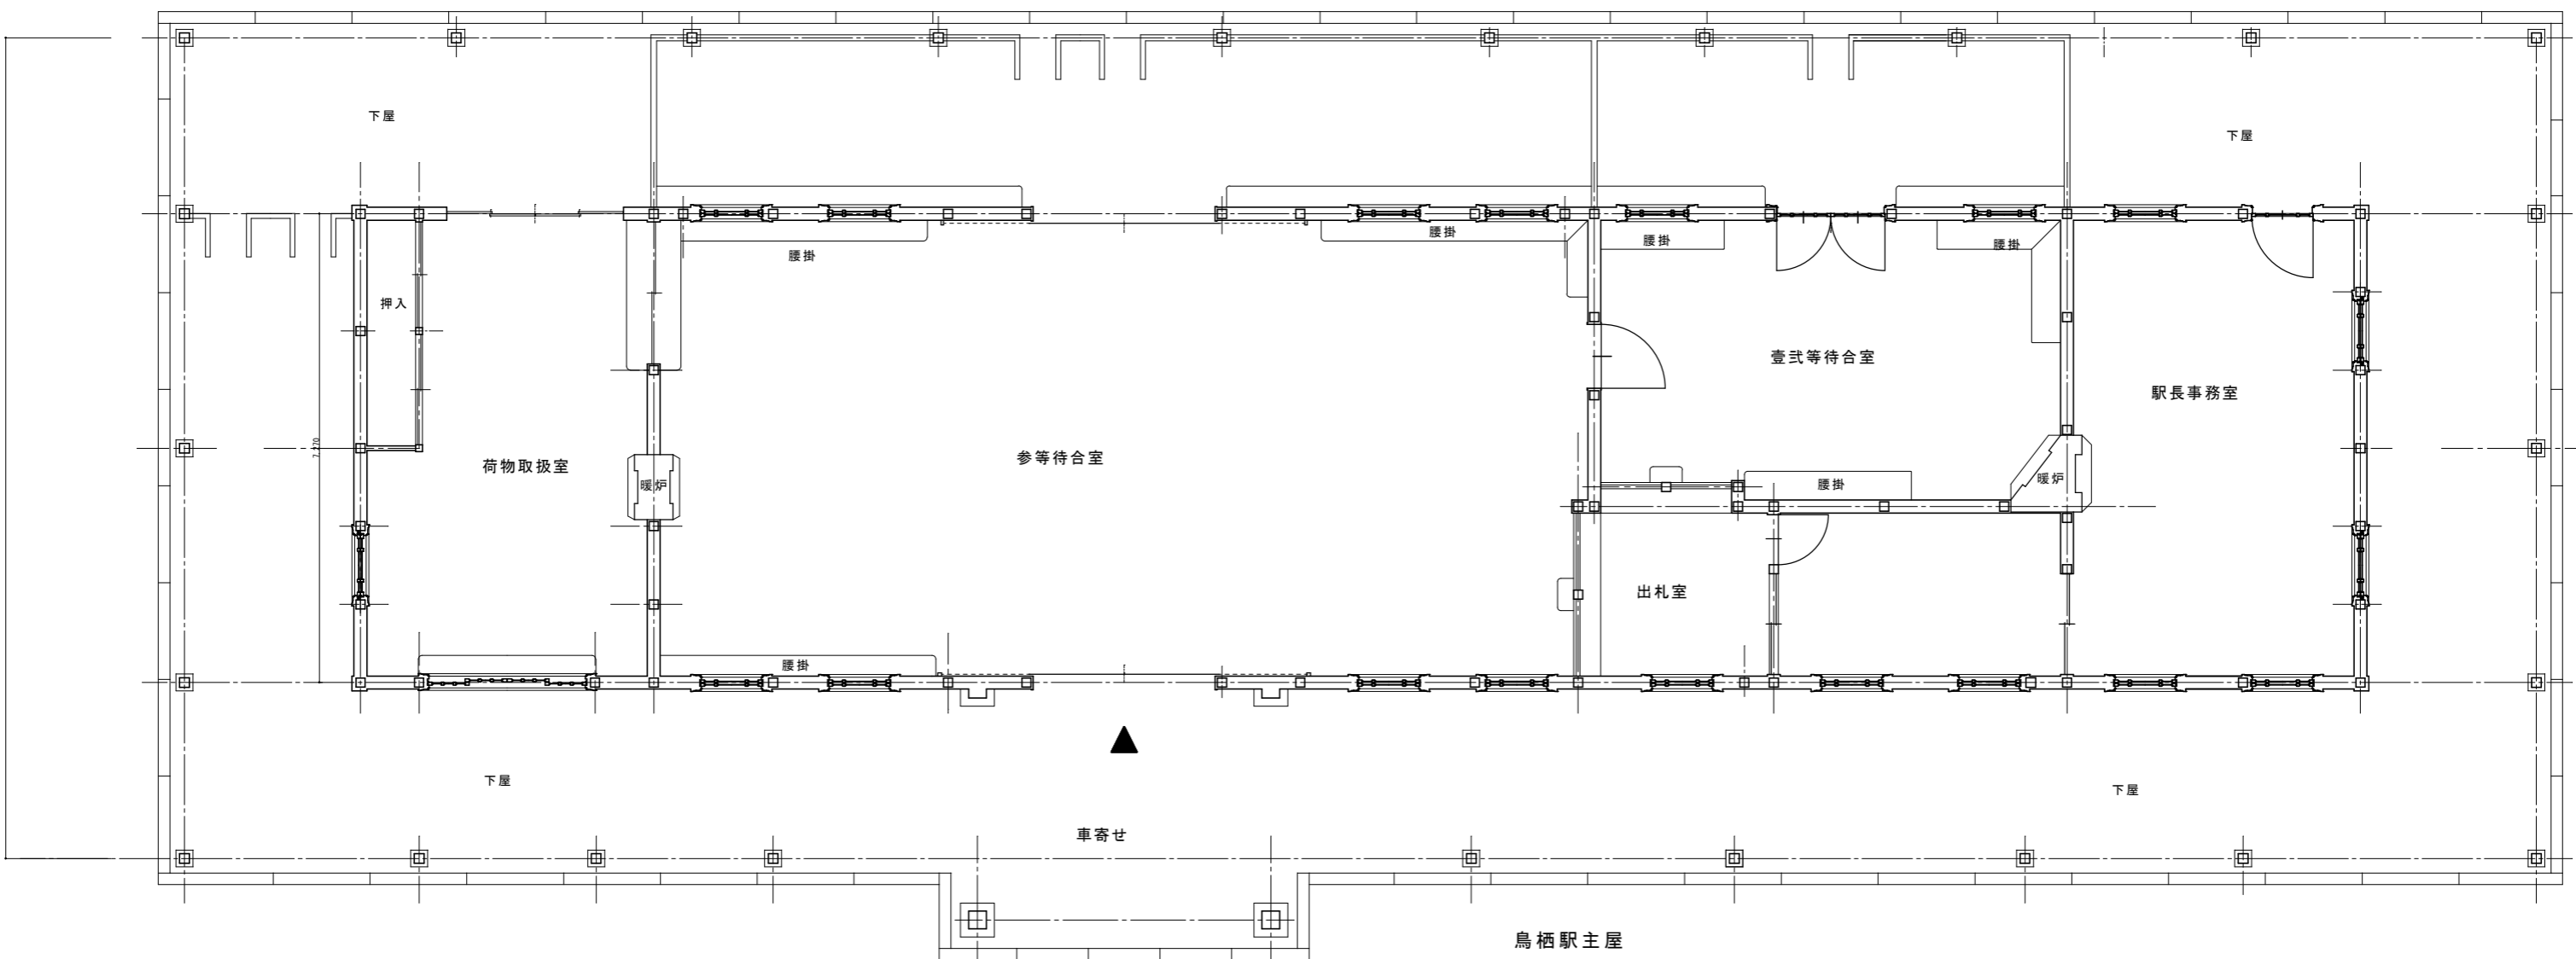 下屋
下屋
腰掛
腰掛
腰掛
腰掛
押入
壹弐等待合室
駅長事務室
7,270
荷物取扱室
参等待合室
暖炉
腰掛
暖炉
出札室
腰掛
下屋
下屋
車寄せ
鳥栖駅主屋